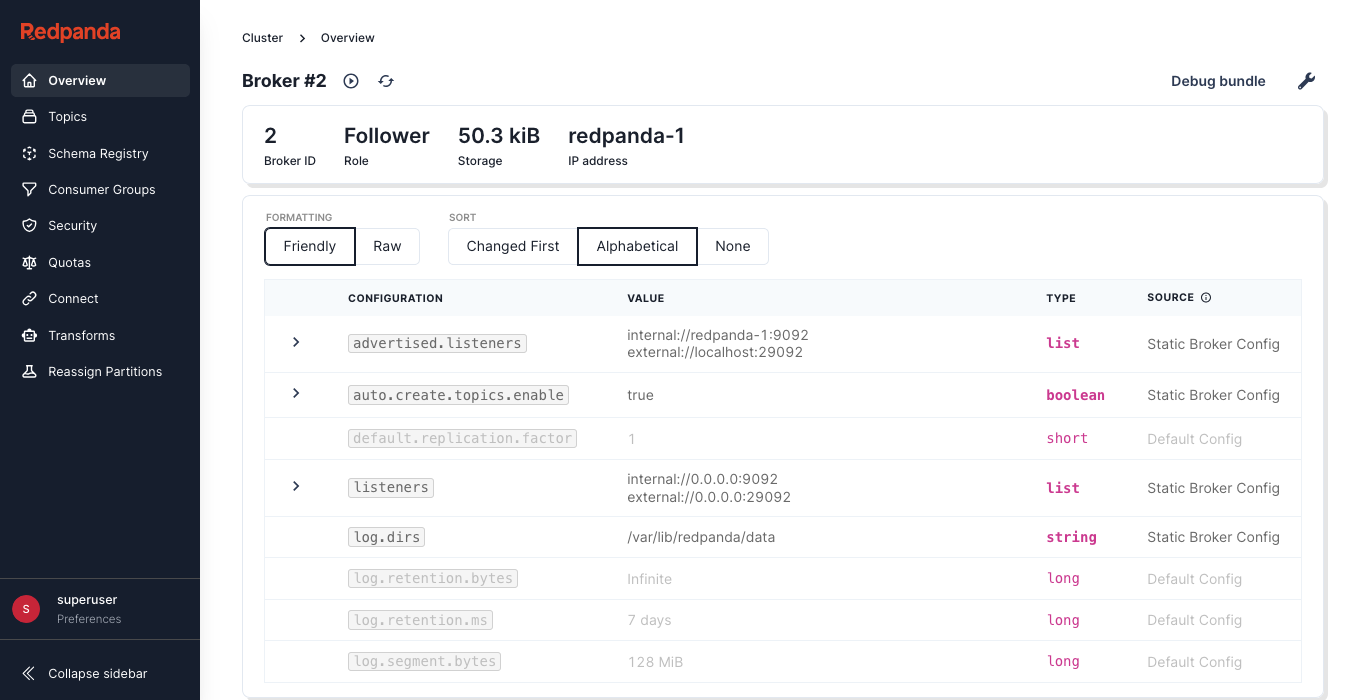 Redpanda
Overview
Topics
Schema Registry
Consumer Groups
Security
Quotas
Connect
Transforms
Reassign Partitions
S
superuser
Preferences
Collapse sidebar
Cluster > Overview
Broker #2
Debug bundle
2 Follower 50.3 kiB redpanda-1
Broker ID Role Storage IP address
FORMATTING SORT
Friendly Raw Changed First Alphabetical None
CONFIGURATION VALUE TYPE SOURCE
advertised.listeners internal://redpanda-1:9092 list Static Broker Config
external://localhost:29092
auto.create.topics.enable true boolean Static Broker Config
default.replication.factor 1 short Default Config
listeners internal://0.0.0.0:9092 list Static Broker Config
external://0.0.0.0:29092
log.dirs /var/lib/redpanda/data string Static Broker Config
log.retention.bytes Infinite long Default Config
log.retention.ms 7 days long Default Config
log.segment.bytes 128 MiB long Default Config